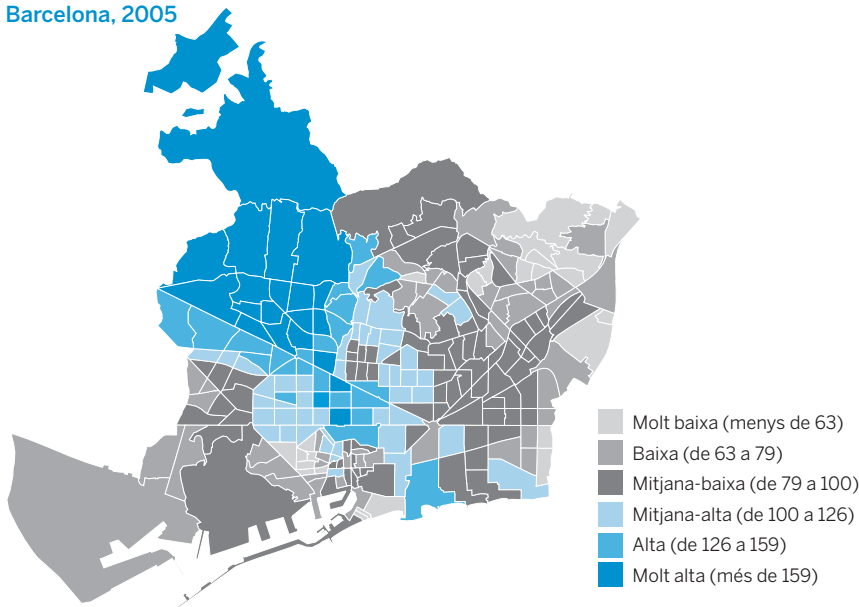 Barcelona, 2005
Molt baixa (menys de 63)
Baixa (de 63 a 79)
Mitjana-baixa (de 79 a 100)
Mitjana-alta (de 100 a 126)
Alta (de 126 a 159)
Molt alta (més de 159)